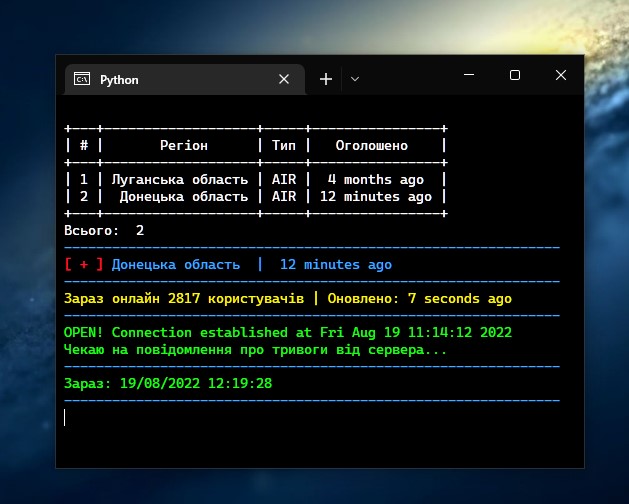 Python
+---+-------------------+-----+----------------+
| # |       Регіон      | Тип |   Оголошено    |
+---+-------------------+-----+----------------+
| 1 | Луганська область | AIR |  4 months ago  |
| 2 |  Донецька область | AIR | 12 minutes ago |
+---+-------------------+-----+----------------+
Всього:  2
[ + ] Донецька область  |  12 minutes ago
Зараз онлайн 2817 користувачів | Оновлено: 7 seconds ago
OPEN! Connection established at Fri Aug 19 11:14:12 2022
Чекаю на повідомлення про тривоги від сервера...
Зараз: 19/08/2022 12:19:28